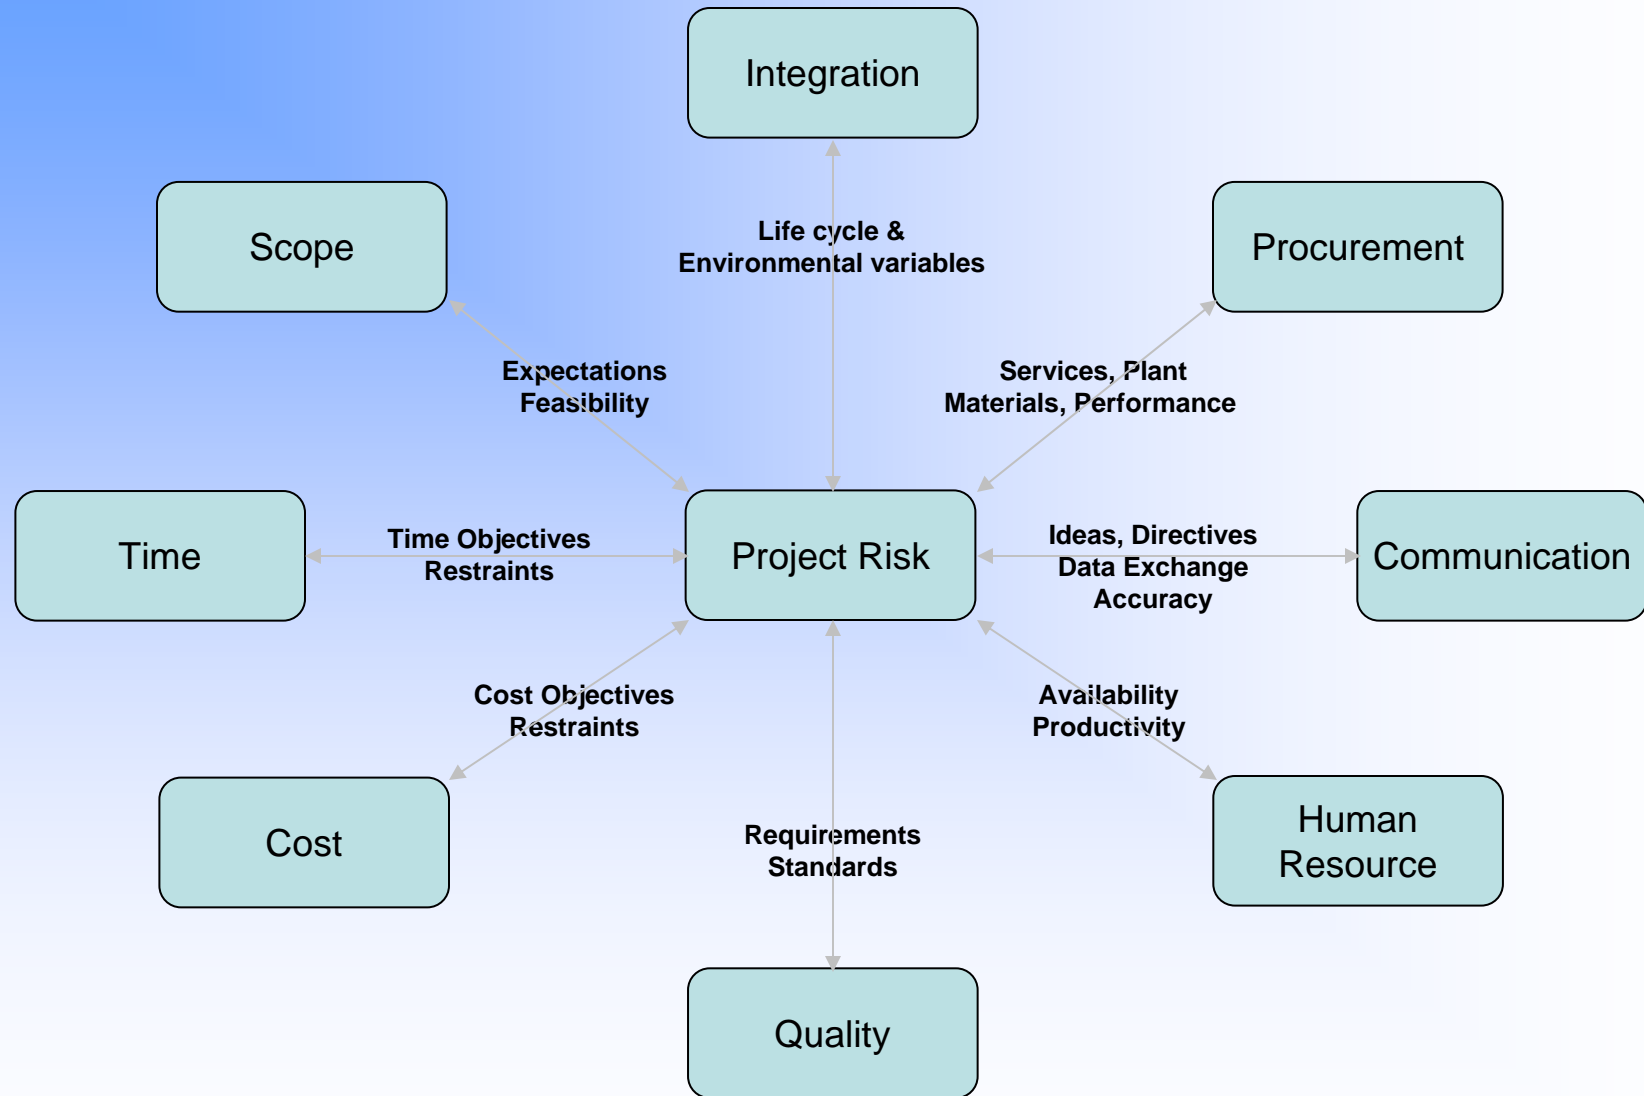 Integration
Scope
Life cycle &
Environmental variables
Procurement
Expectations
Feasibility
Services, Plant
Materials, Performance
Time
Time Objectives
Restraints
Project Risk
Ideas, Directives
Data Exchange
Accuracy
Communication
Cost Objectives
Restraints
Availability
Productivity
Cost
Requirements
Standards
Human
Resource
Quality